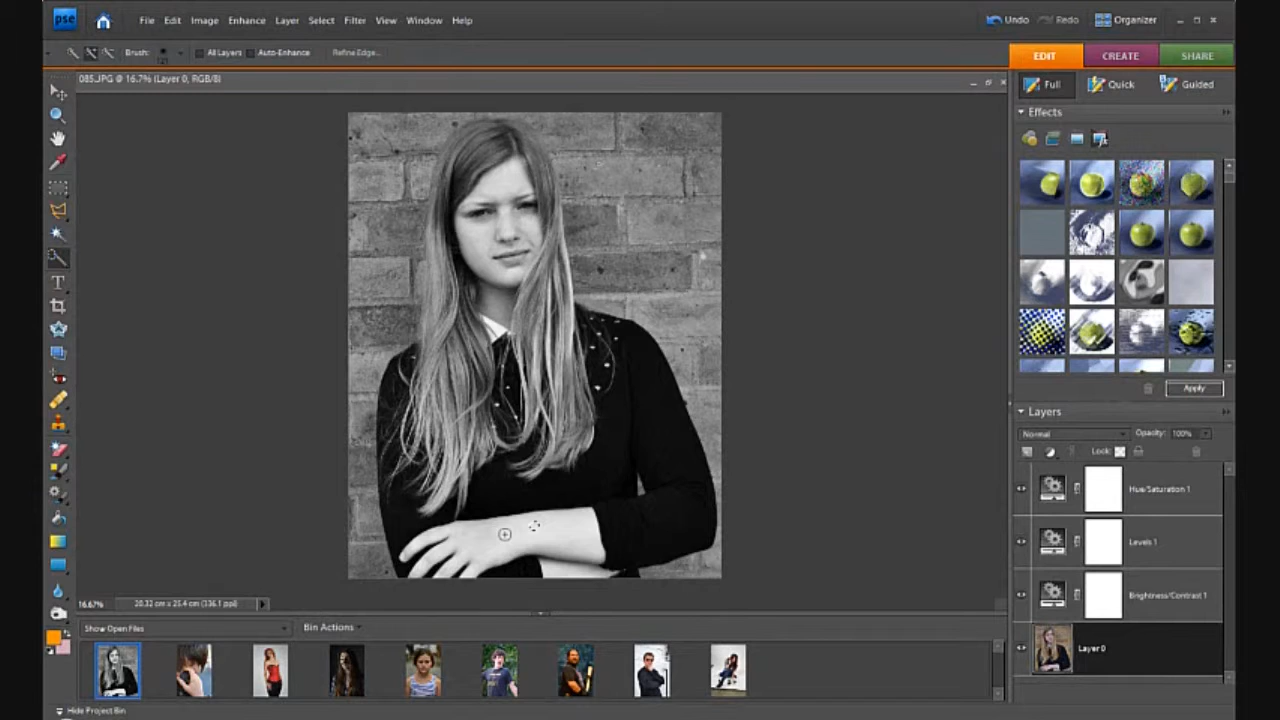 pse File Edit Image Enhance Layer Select Filter View Window Help Undo Redo Organizer
Brush: All Layers Auto-Enhance Refine Edge...
EDIT CREATE SHARE
085.JPG @ 16.7% (Layer 0, RGB/8)
Full Quick Guided
Effects
Apply
Layers
Normal Opacity: 100%
Lock:
Hue/Saturation 1
Levels 1
Brightness/Contrast 1
Layer 0
16.67% 20.32 cm x 25.4 cm (336.1 ppi)
Show Open Files Bin Actions
Hide Project Bin